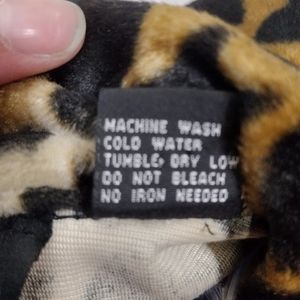 MACHINE WASH
COLD WATER
TUMBLE DRY LOW
DO NOT BLEACH
NO IRON NEEDED